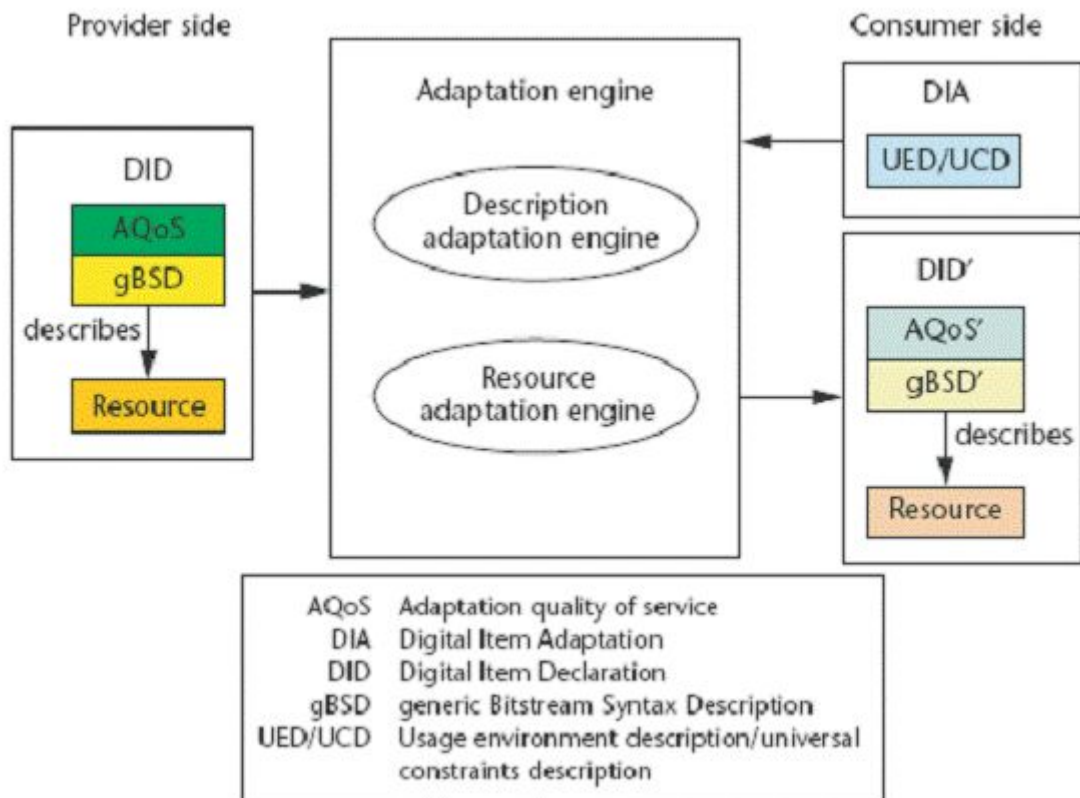 Provider side
Consumer side
DID
AQoS
gBSD
describes
Resource
Adaptation engine
Description
adaptation engine
Resource
adaptation engine
DIA
UED/UCD
DID′
AQoS′
gBSD′
describes
Resource
AQoS Adaptation quality of service
DIA Digital Item Adaptation
DID Digital Item Declaration
gBSD generic Bitstream Syntax Description
UED/UCD Usage environment description/universal
constraints description